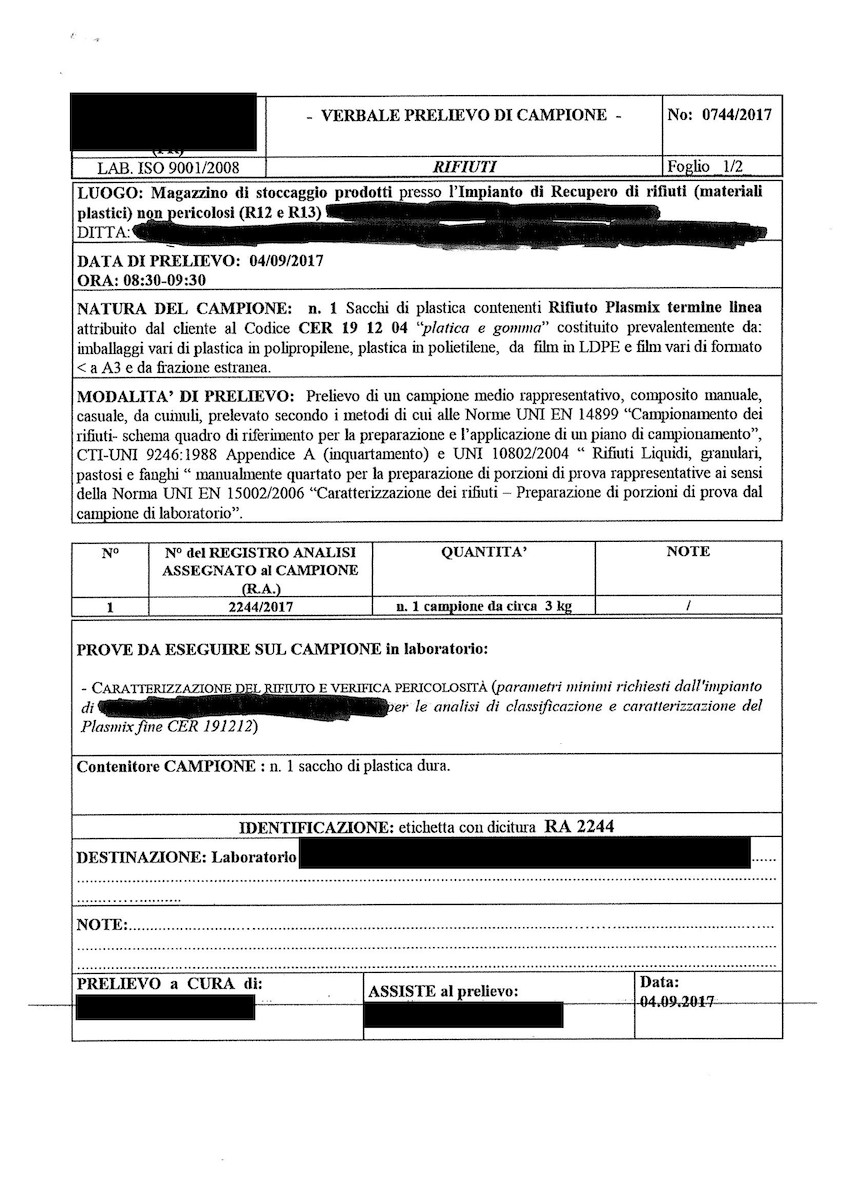 - VERBALE PRELIEVO DI CAMPIONE -
No: 0744/2017
LAB. ISO 9001/2008
RIFIUTI
Foglio 1/2
LUOGO: Magazzino di stoccaggio prodotti presso l'Impianto di Recupero di rifiuti (materiali
plastici) non pericolosi (R12 e R13)
DITTA:
DATA DI PRELIEVO: 04/09/2017
ORA: 08:30-09:30
NATURA DEL CAMPIONE: n. 1 Sacchi di plastica contenenti Rifiuto Plasmix termine linea
attribuito dal cliente al Codice CER 19 12 04 "platica e gomma" costituito prevalentemente da:
imballaggi vari di plastica in polipropilene, plastica in polietilene, da film in LDPE e film vari di formato
< a A3 e da frazione estranea.
MODALITA' DI PRELIEVO: Prelievo di un campione medio rappresentativo, composito manuale,
casuale, da cumuli, prelevato secondo i metodi di cui alle Norme UNI EN 14899 "Campionamento dei
rifiuti- schema quadro di riferimento per la preparazione e l'applicazione di un piano di campionamento",
CTI-UNI 9246:1988 Appendice A (inquartamento) e UNI 10802/2004 " Rifiuti Liquidi, granulari,
pastosi e fanghi " manualmente quartato per la preparazione di porzioni di prova rappresentative ai sensi
della Norma UNI EN 15002/2006 "Caratterizzazione dei rifiuti – Preparazione di porzioni di prova dal
campione di laboratorio".
N° N° del REGISTRO ANALISI QUANTITA' NOTE
ASSEGNATO al CAMPIONE
(R.A.)
1 2244/2017 n. 1 campione da circa 3 kg /
PROVE DA ESEGUIRE SUL CAMPIONE in laboratorio:
- CARATTERIZZAZIONE DEL RIFIUTO E VERIFICA PERICOLOSITÀ (parametri minimi richiesti dall'impianto
di per le analisi di classificazione e caratterizzazione del
Plasmix fine CER 191212)
Contenitore CAMPIONE : n. 1 saccho di plastica dura.
IDENTIFICAZIONE: etichetta con dicitura RA 2244
DESTINAZIONE: Laboratorio
NOTE:
PRELIEVO a CURA di:
ASSISTE al prelievo:
Data:
04.09.2017